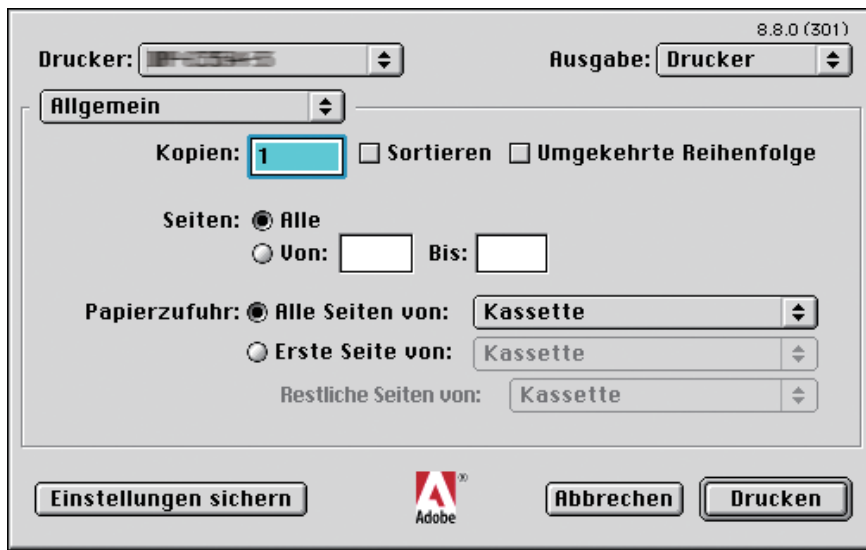 8.8.0 (301)
Drucker: Ausgabe: Drucker
Allgemein
Kopien: 1 Sortieren Umgekehrte Reihenfolge
Seiten: Alle
Von: Bis:
Papierzufuhr: Alle Seiten von: Kassette
Erste Seite von: Kassette
Restliche Seiten von: Kassette
Einstellungen sichern Adobe® Abbrechen Drucken